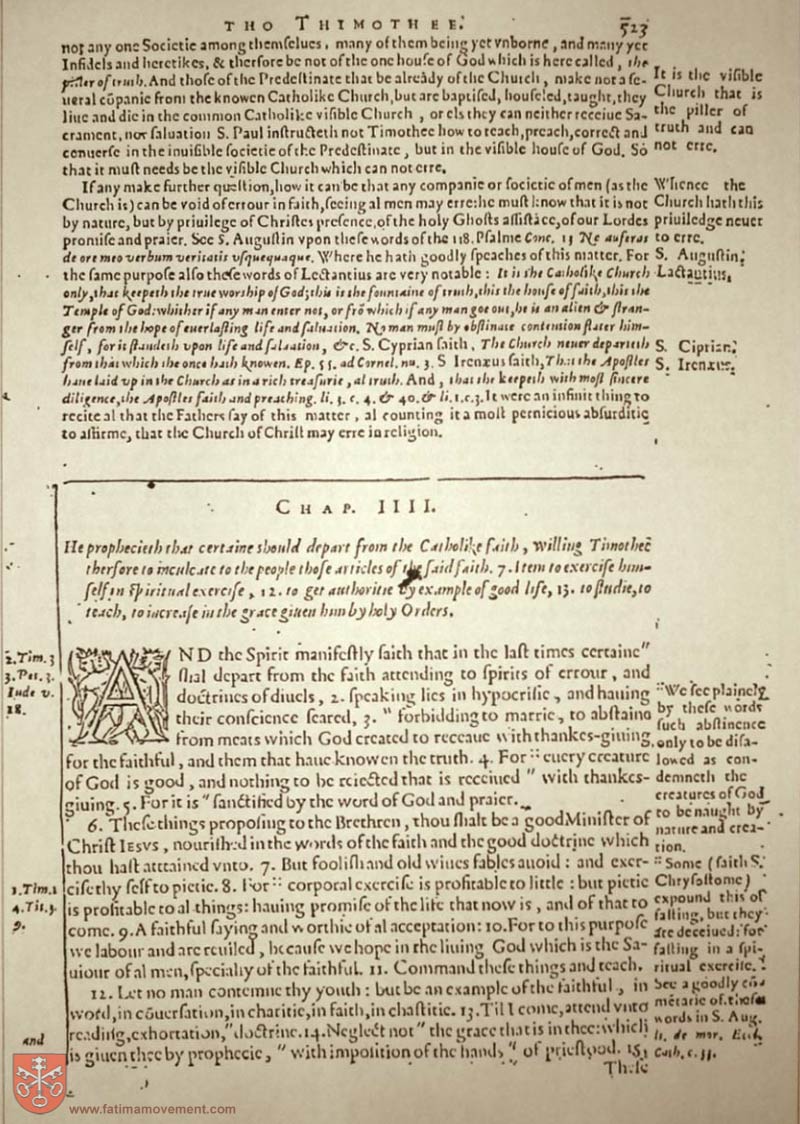 THO THIMOTHEE. 523
not any one Societie among themſelues, many of them being yet vnborne, and many yet
Infidels and heretikes, & therfore be not of the one houſe of God which is here called, the
piller of truth. And thoſe of the Predeſtinate that be already of the Church, make not a ſe-
ueral cõpanie from the knowen Catholike Church, but are baptiſed, houſeled, taught, they
liue and die in the common Catholike viſible Church, or els they can neither receiue Sa-
crament, nor ſaluation S. Paul inſtructeth not Timothee how to teach, preach, correct and
conuerſe in the inuiſible ſocietie of the Predeſtinate, but in the viſible houſe of God. So
that it muſt needs be the viſible Church which can not erre.
It is the viſible
Church that is
the piller of
truth and can
not erre.
If any make further queſtion, how it can be that any companie or ſocietie of men (as the
Church is) can be void of errour in faith, ſeeing al men may erre: he muſt know that it is not
by nature, but by priuilege of Chriſtes preſence, of the holy Ghoſts aſſiſtãce, of our Lordes
promiſe and praier. See S. Auguſtin vpon theſe words of the 118. Pſalme Conc. 13 Ne auferas
de ore meo verbum veritatis vſquequaque. Where he hath goodly ſpeaches of this matter. For
the ſame purpoſe alſo theſe words of Lectantius are very notable: It is the Catholike Church
only, that keepeth the true worship of God; this is the fountaine of truth, this the houſe of faith, this the
Temple of God: whither if any man enter not, or frõ which if any man goe out, he is an alien & ſtran-
ger from the hope of euerlaſting life and ſaluation. No man muſt by obſtinate contention flater him-
ſelf, for it ſtandeth vpon life and ſaluation, &c. S. Cyprian ſaith, The Church neuer departeth
from that which ſhe once hath knowen. Ep. 55. ad Cornel. nu. 3. S Irenæus ſaith, That the Apoſtles
haue laid vp in the Church as in a rich treaſurie, al truth. And, that ſhe keepeth with moſt ſincere
diligence, the Apoſtles faith and preaching. li. 3. c. 4. & 40. & li. 1. c. 3. It were an infinit thing to
recite al that the Fathers ſay of this matter, al counting it a moſt pernicious abſurditie
to affirme, that the Church of Chriſt may erre in religion.
Whence the
Church hath this
priuiledge neuer
to erre.
S. Auguſtin.
Lactantius.
S. Ciprian.
S. Irenæus.
CHAP. IIII.
He prophecieth that certaine should depart from the Catholike faith, willing Timothee
therfore to inculcate to the people thoſe articles of the ſaid faith. 7. Item to exerciſe him-
ſelf in ſpiritual exerciſe, 12. to get authoritie by example of good life, 13. to ſtudie, to
teach, to increaſe in the grace giuen him by holy Orders.
2. Tim. 3
3. Pet. 3.
Iude v.
18.
AND the Spirit manifeſtly ſaith that in the laſt times certaine"
ſhal depart from the faith attending to ſpirits of errour, and
doctrines of diuels, 2. ſpeaking lies in hypocriſie, and hauing
their conſcience ſeared, 3. " forbidding to marrie, to abſtaine
from meats which God created to receaue with thankes-giuing
for the faithful, and them that haue knowen the truth. 4. For :: euery creature
of God is good, and nothing to be reiected that is receiued " with thankes-
giuing. 5. For it is " ſanctified by the word of God and praier.
6. Theſe things propoſing to the Brethren, thou ſhalt be a good Miniſter of
Chriſt IESVS, nouriſhed in the words of the faith and the good doctrine which
thou haſt attained vnto. 7. But fooliſh and old wiues fables auoid: and exer-
ciſe thy ſelf to pietie. 8. For :: corporal exerciſe is profitable to little: but pietie
is profitable to al things: hauing promiſe of the life that now is, and of that to
come. 9. A faithful ſaying and worthie of al acceptation: 10. For to this purpoſe
we labour and are reuiled, becauſe we hope in the liuing God which is the Sa-
uiour of al men, ſpecially of the faithful. 11. Command theſe things and teach.
12. Let no man contemne thy youth: but be an example of the faithful, in
word, in cõuerſation, in charitie, in faith, in chaſtitie. 13. Til I come, attend vnto
reading, exhortation, " doctrine. 14. Neglect not " the grace that is in thee: which
is giuen thee by prophecie, " with impoſition of the hands " of prieſthod. 15.
Theſe
:: We ſee plainely
by theſe words
ſuch abſtinence
only to be diſa-
lowed as con-
demneth the
creatures of God
to be naught by
nature and crea-
tion.
:: Some (ſaith S.
Chryſoſtome)
expound this of
faſting, but they
are deceiued: for
faſting is a ſpi-
ritual exerciſe.
See a goodly cõ-
mẽtarie of theſe
words in S. Aug.
li. de mor. Eccl.
Cath. c. 33.
1. Tim. 1
4. Tit. 3,
9.
and
www.fatimamovement.com